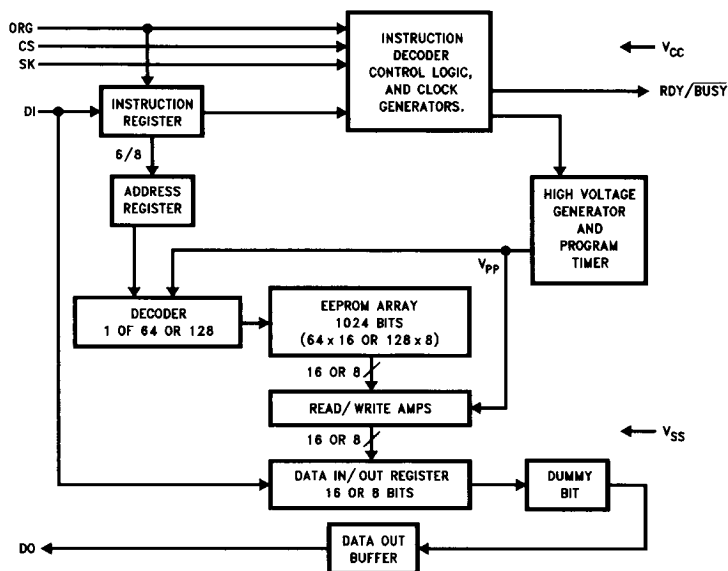 ORG
CS
SK
DI
INSTRUCTION
DECODER
CONTROL LOGIC,
AND CLOCK
GENERATORS.
VCC
RDY/BUSY
INSTRUCTION
REGISTER
6/8
ADDRESS
REGISTER
HIGH VOLTAGE
GENERATOR
AND
PROGRAM
TIMER
VPP
DECODER
1 OF 64 OR 128
EEPROM ARRAY
1024 BITS
(64 x 16 OR 128 x 8)
16 OR 8
READ/WRITE AMPS
16 OR 8
VSS
DATA IN/OUT REGISTER
16 OR 8 BITS
DUMMY
BIT
DO
DATA OUT
BUFFER